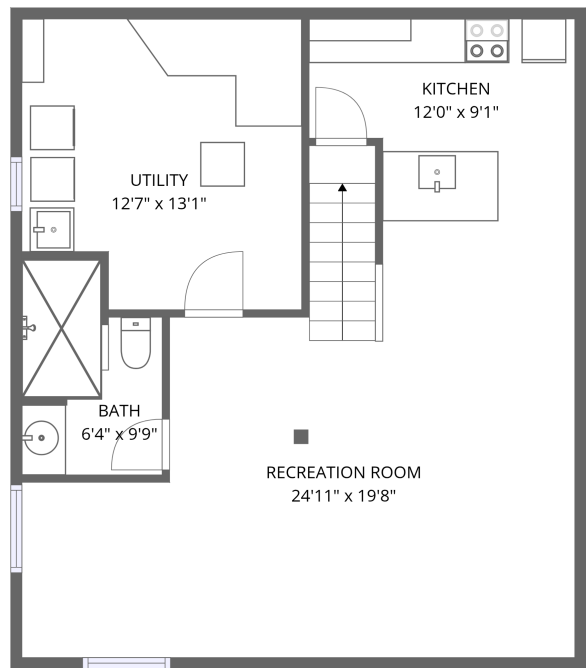 KITCHEN
12'0" x 9'1"
UTILITY
12'7" x 13'1"
BATH
6'4" x 9'9"
RECREATION ROOM
24'11" x 19'8"